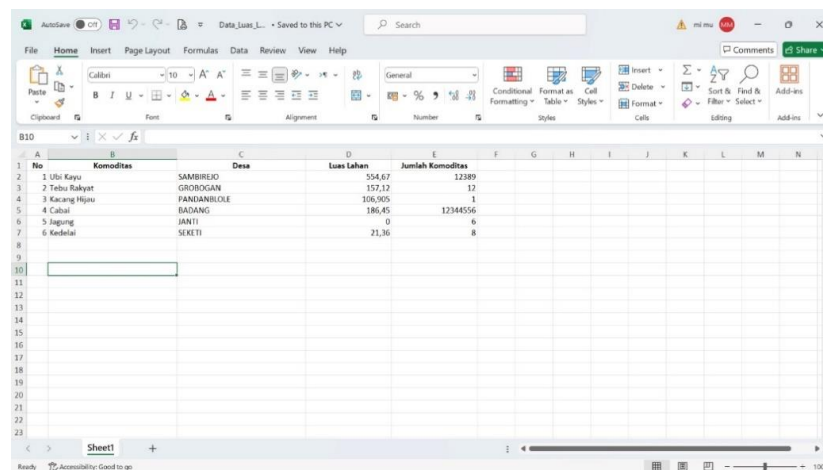 AutoSave Off Data_Luas_L... • Saved to this PC Search mi mu MM
File Home Insert Page Layout Formulas Data Review View Help Comments Share
Paste Calibri 10 A A General Conditional Format as Cell Insert Sort & Find & Add-ins
B I U A % 9 Formatting Table Styles Delete Filter Select
Format
Clipboard Font Alignment Number Styles Cells Editing Add-ins
B10 fx
A B C D E F G H I J K L M N
1 No Komoditas Desa Luas Lahan Jumlah Komoditas
2 1 Ubi Kayu SAMBIREJO 554,67 12389
3 2 Tebu Rakyat GROBOGAN 157,12 12
4 3 Kacang Hijau PANDANBLOLE 106,905 1
5 4 Cabai BADANG 186,45 12344556
6 5 Jagung JANTI 0 6
7 6 Kedelai SEKETI 21,36 8
8
9
10
11
12
13
14
15
16
17
18
19
20
21
22
23
Sheet1 +
Ready Accessibility: Good to go